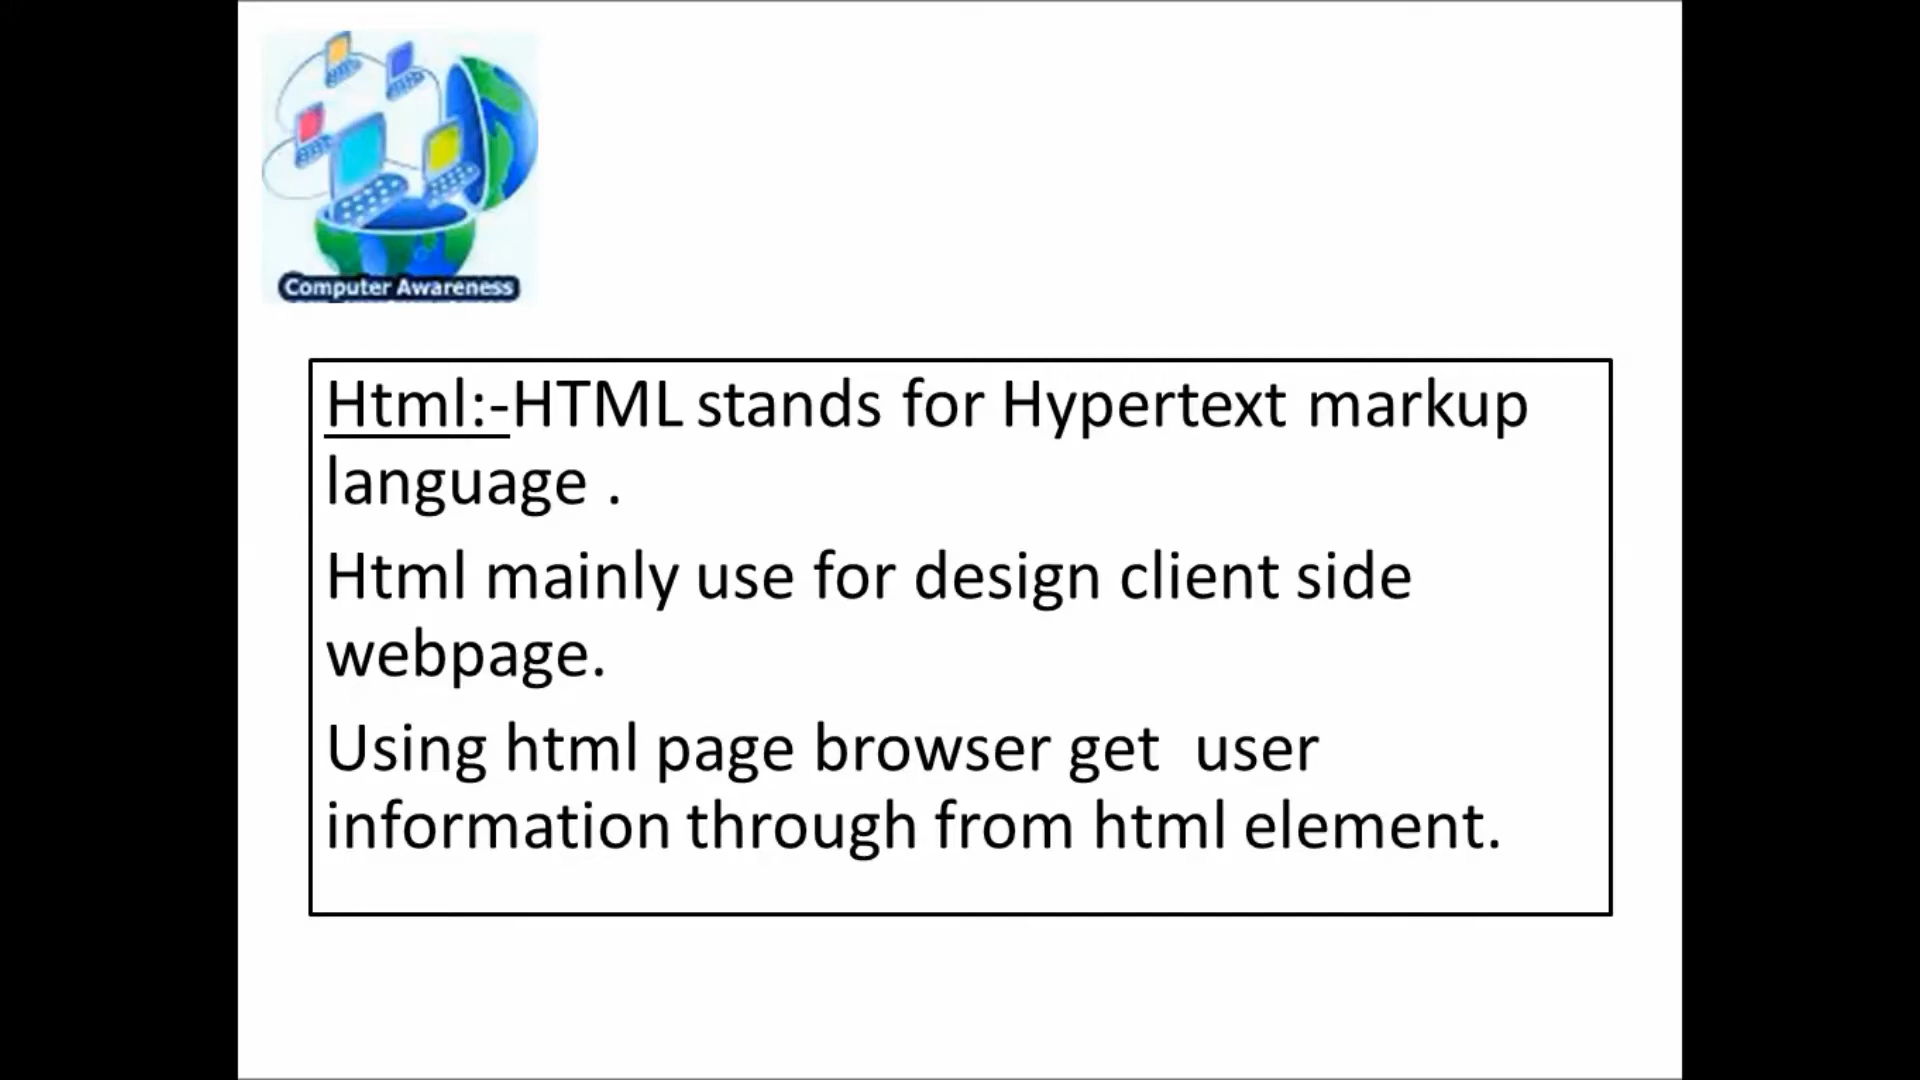 Computer Awareness
Html:-HTML stands for Hypertext markup
language .
Html mainly use for design client side
webpage.
Using html page browser get  user
information through from html element.